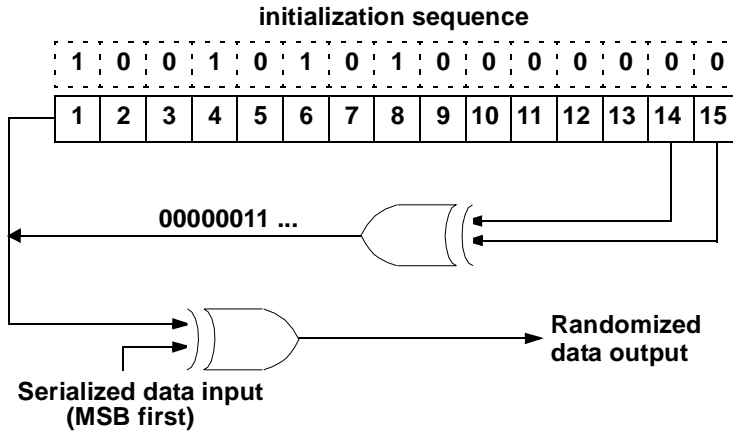 initialization sequence
1 0 0 1 0 1 0 1 0 0 0 0 0 0 0
1 2 3 4 5 6 7 8 9 10 11 12 13 14 15
00000011 ...
Randomized
data output
Serialized data input
(MSB first)